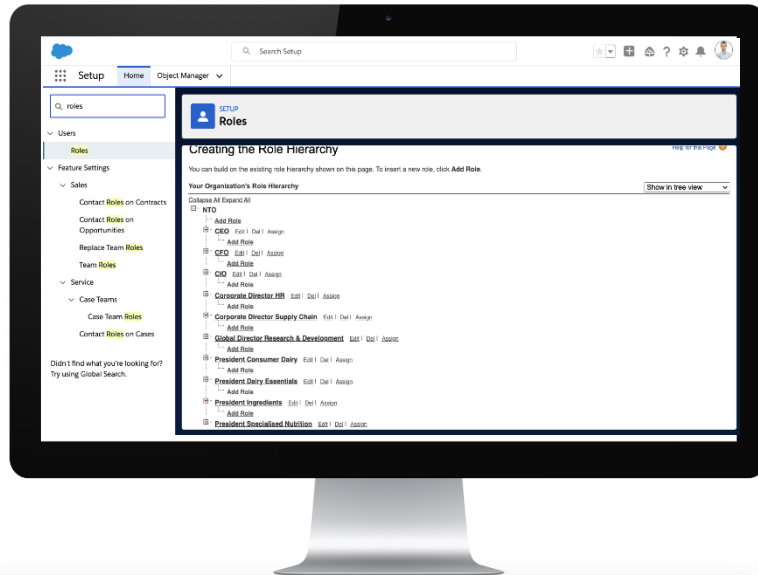 Search Setup
Setup Home Object Manager
roles
Users
Roles
Feature Settings
Sales
Contact Roles on Contracts
Contact Roles on
Opportunities
Replace Team Roles
Team Roles
Service
Case Teams
Case Team Roles
Contact Roles on Cases
Didn't find what you're looking for?
Try using Global Search.
SETUP
Roles
Creating the Role Hierarchy
Help for this Page
You can build on the existing role hierarchy shown on this page. To insert a new role, click Add Role.
Your Organization's Role Hierarchy
Show in tree view
Collapse All Expand All
NTO
Add Role
CEO Edit | Del | Assign
Add Role
CFO Edit | Del | Assign
Add Role
CIO Edit | Del | Assign
Add Role
Corporate Director HR Edit | Del | Assign
Add Role
Corporate Director Supply Chain Edit | Del | Assign
Add Role
Global Director Research & Development Edit | Del | Assign
Add Role
President Consumer Dairy Edit | Del | Assign
Add Role
President Dairy Essentials Edit | Del | Assign
Add Role
President Ingredients Edit | Del | Assign
Add Role
President Specialised Nutrition Edit | Del | Assign